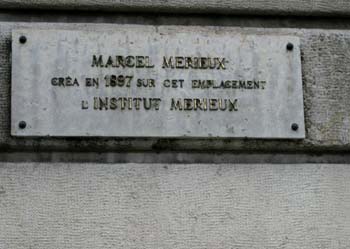 MARCEL MERIEUX
CRÉA EN 1897 SUR CET EMPLACEMENT
L'INSTITUT MERIEUX